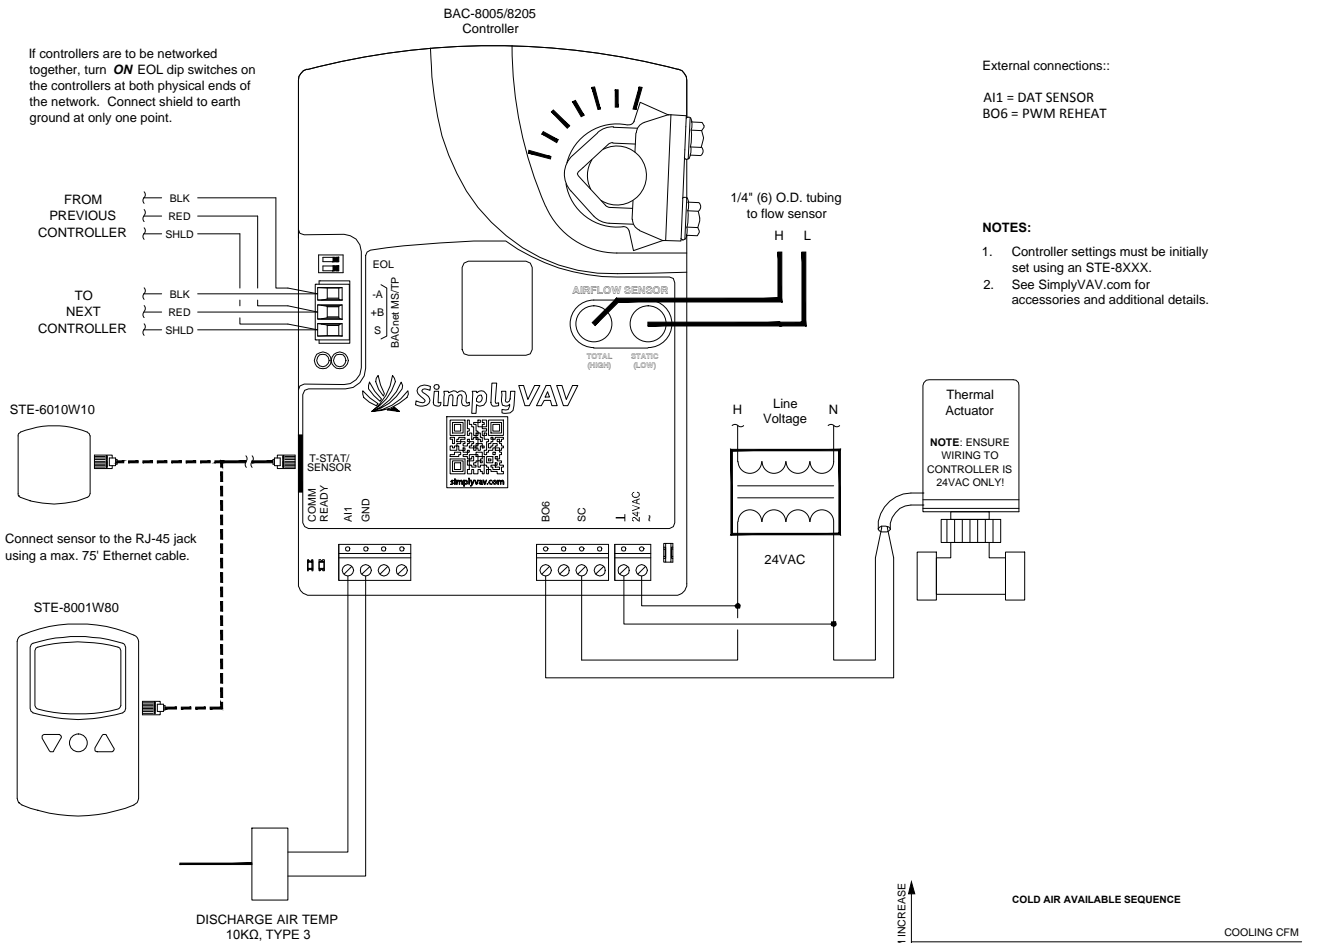 BAC-8005/8205
Controller
If controllers are to be networked
together, turn ON EOL dip switches on
the controllers at both physical ends of
the network. Connect shield to earth
ground at only one point.
External connections::
AI1 = DAT SENSOR
BO6 = PWM REHEAT
FROM
PREVIOUS
CONTROLLER
BLK
RED
SHLD
1/4" (6) O.D. tubing
to flow sensor
H L
NOTES:
1. Controller settings must be initially
set using an STE-8XXX.
2. See SimplyVAV.com for
accessories and additional details.
TO
NEXT
CONTROLLER
BLK
RED
SHLD
EOL
-A
+B
S
BACnet MS/TP
AIRFLOW SENSOR
TOTAL
(HIGH)
STATIC
(LOW)
SimplyVAV
simplyvav.com
STE-6010W10
T-STAT/
SENSOR
COMM
READY
AI1
GND
BO6
SC
24VAC
~
H Line N
Voltage
24VAC
Thermal
Actuator
NOTE: ENSURE
WIRING TO
CONTROLLER IS
24VAC ONLY!
Connect sensor to the RJ-45 jack
using a max. 75' Ethernet cable.
STE-8001W80
DISCHARGE AIR TEMP
10KΩ, TYPE 3
COLD AIR AVAILABLE SEQUENCE
INCREASE
COOLING CFM